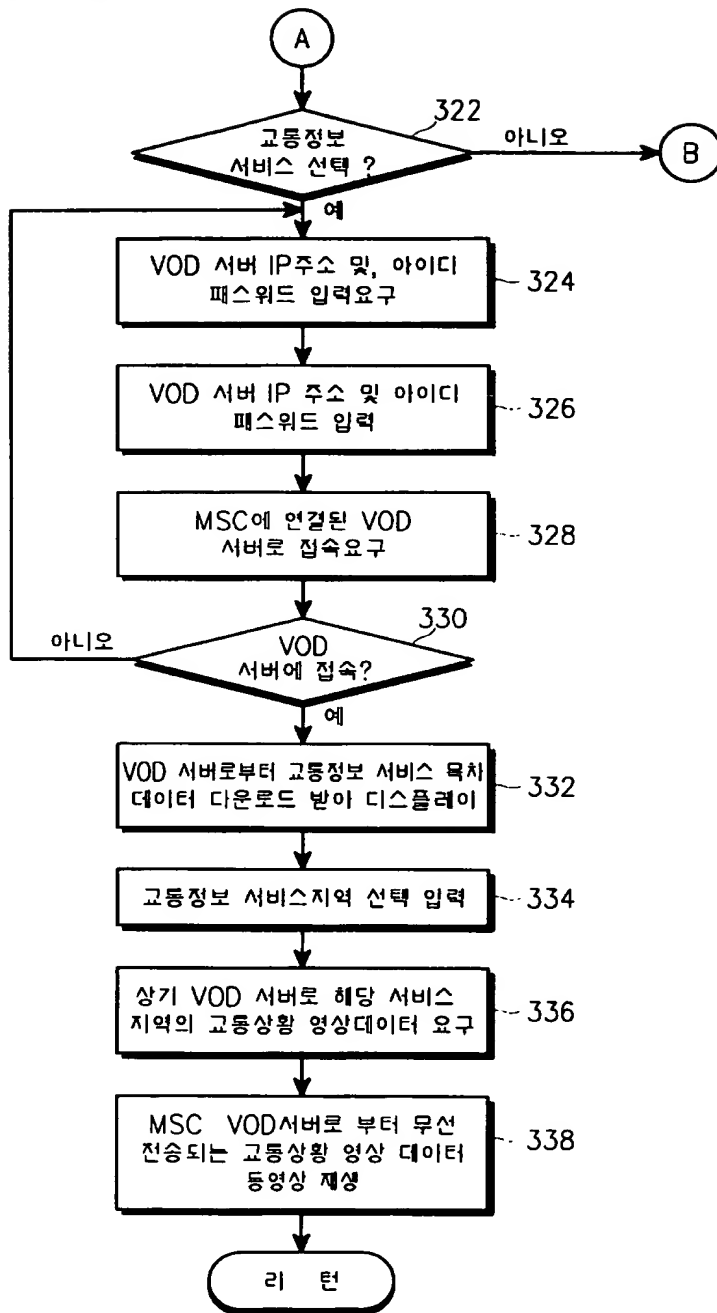 A
322
교통정보
서비스 선택 ?
아니오
B
예
VOD 서버 IP주소 및, 아이디
패스워드 입력요구
324
VOD 서버 IP 주소 및 아이디
패스워드 입력
326
MSC에 연결된 VOD
서버로 접속요구
328
330
아니오
VOD
서버에 접속?
예
VOD 서버로부터 교통정보 서비스 목차
데이터 다운로드 받아 디스플레이
332
교통정보 서비스지역 선택 입력
334
상기 VOD 서버로 해당 서비스
지역의 교통상황 영상데이터 요구
336
MSC VOD서버로 부터 무선
전송되는 교통상황 영상 데이터
동영상 재생
338
리 턴